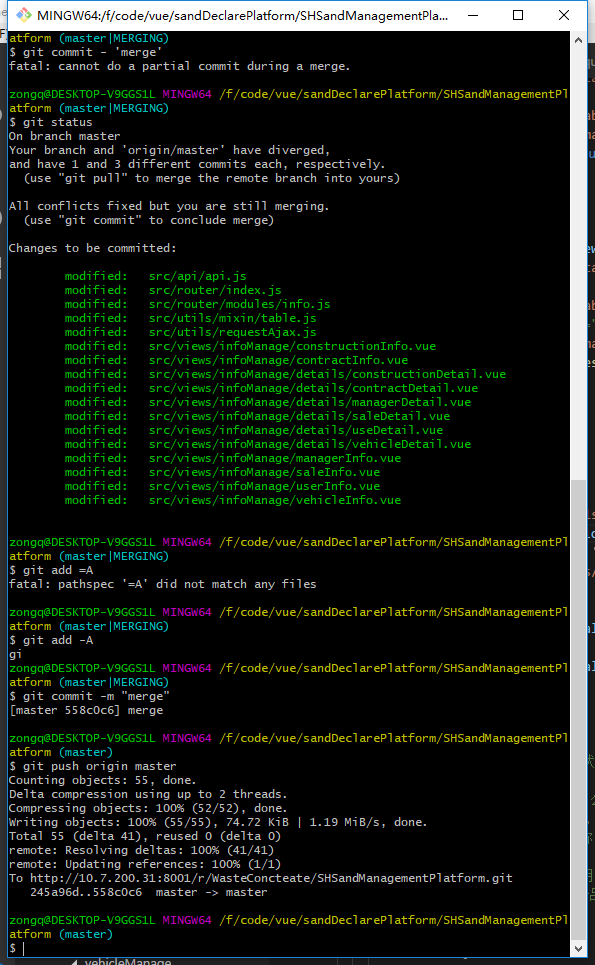 MINGW64:/f/code/vue/sandDeclarePlatform/SHSandManagementPla...
atform (master|MERGING)
$ git commit - 'merge'
fatal: cannot do a partial commit during a merge.
zongq@DESKTOP-V9GGS1L MINGW64 /f/code/vue/sandDeclarePlatform/SHSandManagementPl
atform (master|MERGING)
$ git status
On branch master
Your branch and 'origin/master' have diverged,
and have 1 and 3 different commits each, respectively.
(use "git pull" to merge the remote branch into yours)
All conflicts fixed but you are still merging.
(use "git commit" to conclude merge)
Changes to be committed:
modified: src/api/api.js
modified: src/router/index.js
modified: src/router/modules/info.js
modified: src/utils/mixin/table.js
modified: src/utils/requestAjax.js
modified: src/views/infoManage/constructionInfo.vue
modified: src/views/infoManage/contractInfo.vue
modified: src/views/infoManage/details/constructionDetail.vue
modified: src/views/infoManage/details/contractDetail.vue
modified: src/views/infoManage/details/managerDetail.vue
modified: src/views/infoManage/details/saleDetail.vue
modified: src/views/infoManage/details/useDetail.vue
modified: src/views/infoManage/details/vehicleDetail.vue
modified: src/views/infoManage/managerInfo.vue
modified: src/views/infoManage/saleInfo.vue
modified: src/views/infoManage/userInfo.vue
modified: src/views/infoManage/vehicleInfo.vue
zongq@DESKTOP-V9GGS1L MINGW64 /f/code/vue/sandDeclarePlatform/SHSandManagementPl
atform (master|MERGING)
$ git add =A
fatal: pathspec '=A' did not match any files
zongq@DESKTOP-V9GGS1L MINGW64 /f/code/vue/sandDeclarePlatform/SHSandManagementPl
atform (master|MERGING)
$ git add -A
gi
zongq@DESKTOP-V9GGS1L MINGW64 /f/code/vue/sandDeclarePlatform/SHSandManagementPl
atform (master|MERGING)
$ git commit -m "merge"
[master 558c0c6] merge
zongq@DESKTOP-V9GGS1L MINGW64 /f/code/vue/sandDeclarePlatform/SHSandManagementPl
atform (master)
$ git push origin master
Counting objects: 55, done.
Delta compression using up to 2 threads.
Compressing objects: 100% (52/52), done.
Writing objects: 100% (55/55), 74.72 KiB | 1.19 MiB/s, done.
Total 55 (delta 41), reused 0 (delta 0)
remote: Resolving deltas: 100% (41/41)
remote: Updating references: 100% (1/1)
To http://10.7.200.31:8001/r/WasteConcteate/SHSandManagementPlatform.git
245a96d..558c0c6 master -> master
zongq@DESKTOP-V9GGS1L MINGW64 /f/code/vue/sandDeclarePlatform/SHSandManagementPl
atform (master)
$
vehicleManage